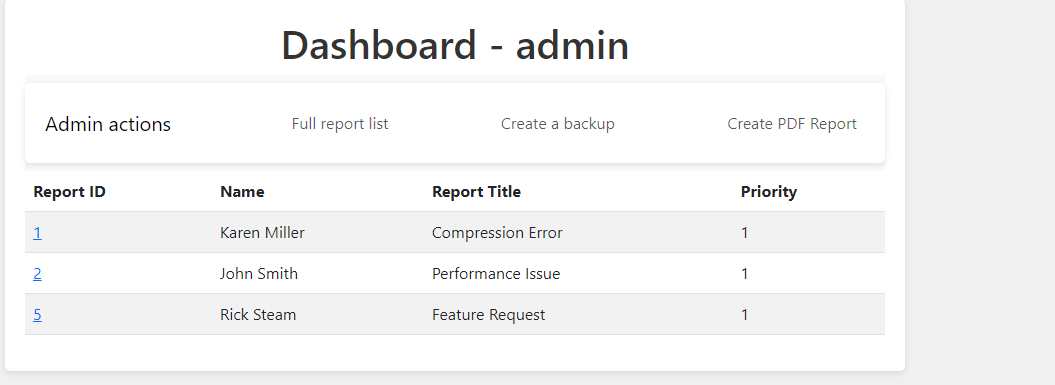 Dashboard - admin
Admin actions Full report list Create a backup Create PDF Report
Report ID Name Report Title Priority
1 Karen Miller Compression Error 1
2 John Smith Performance Issue 1
5 Rick Steam Feature Request 1